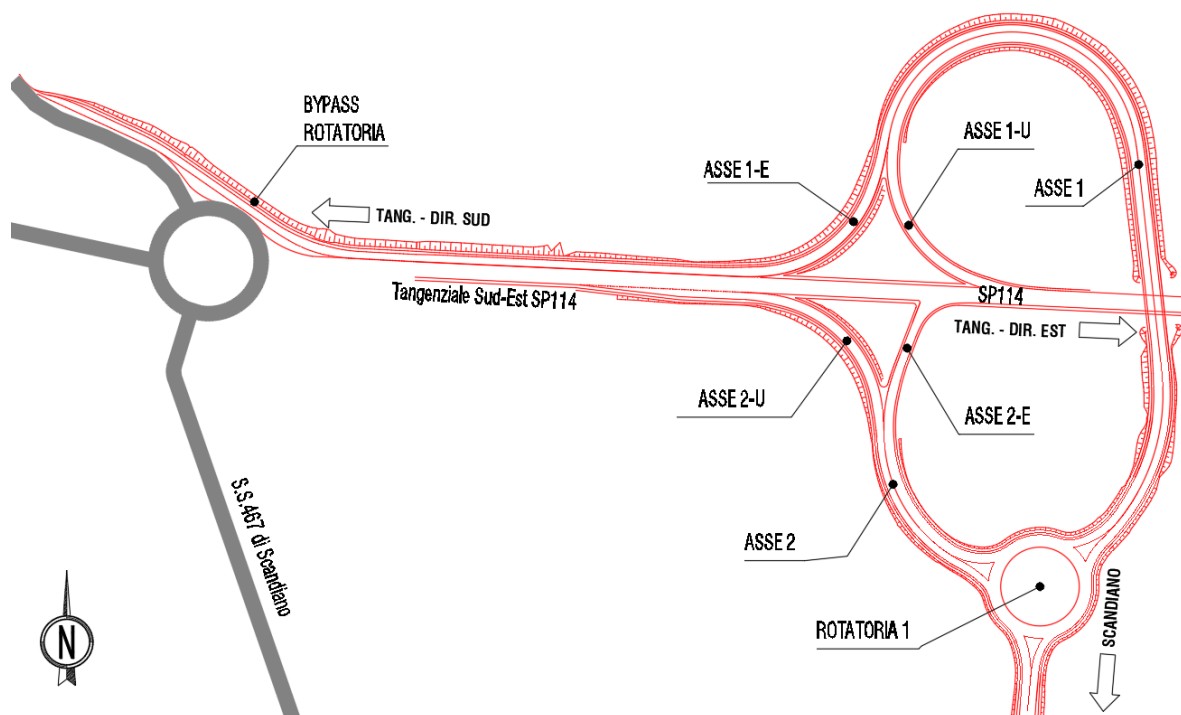 BYPASS
ROTATORIA
ASSE 1-U
ASSE 1-E
ASSE 1
TANG. - DIR. SUD
Tangenziale Sud-Est SP114
SP114
TANG. - DIR. EST
ASSE 2-U
ASSE 2-E
S.S.467 di Scandiano
ASSE 2
ROTATORIA 1
SCANDIANO
N